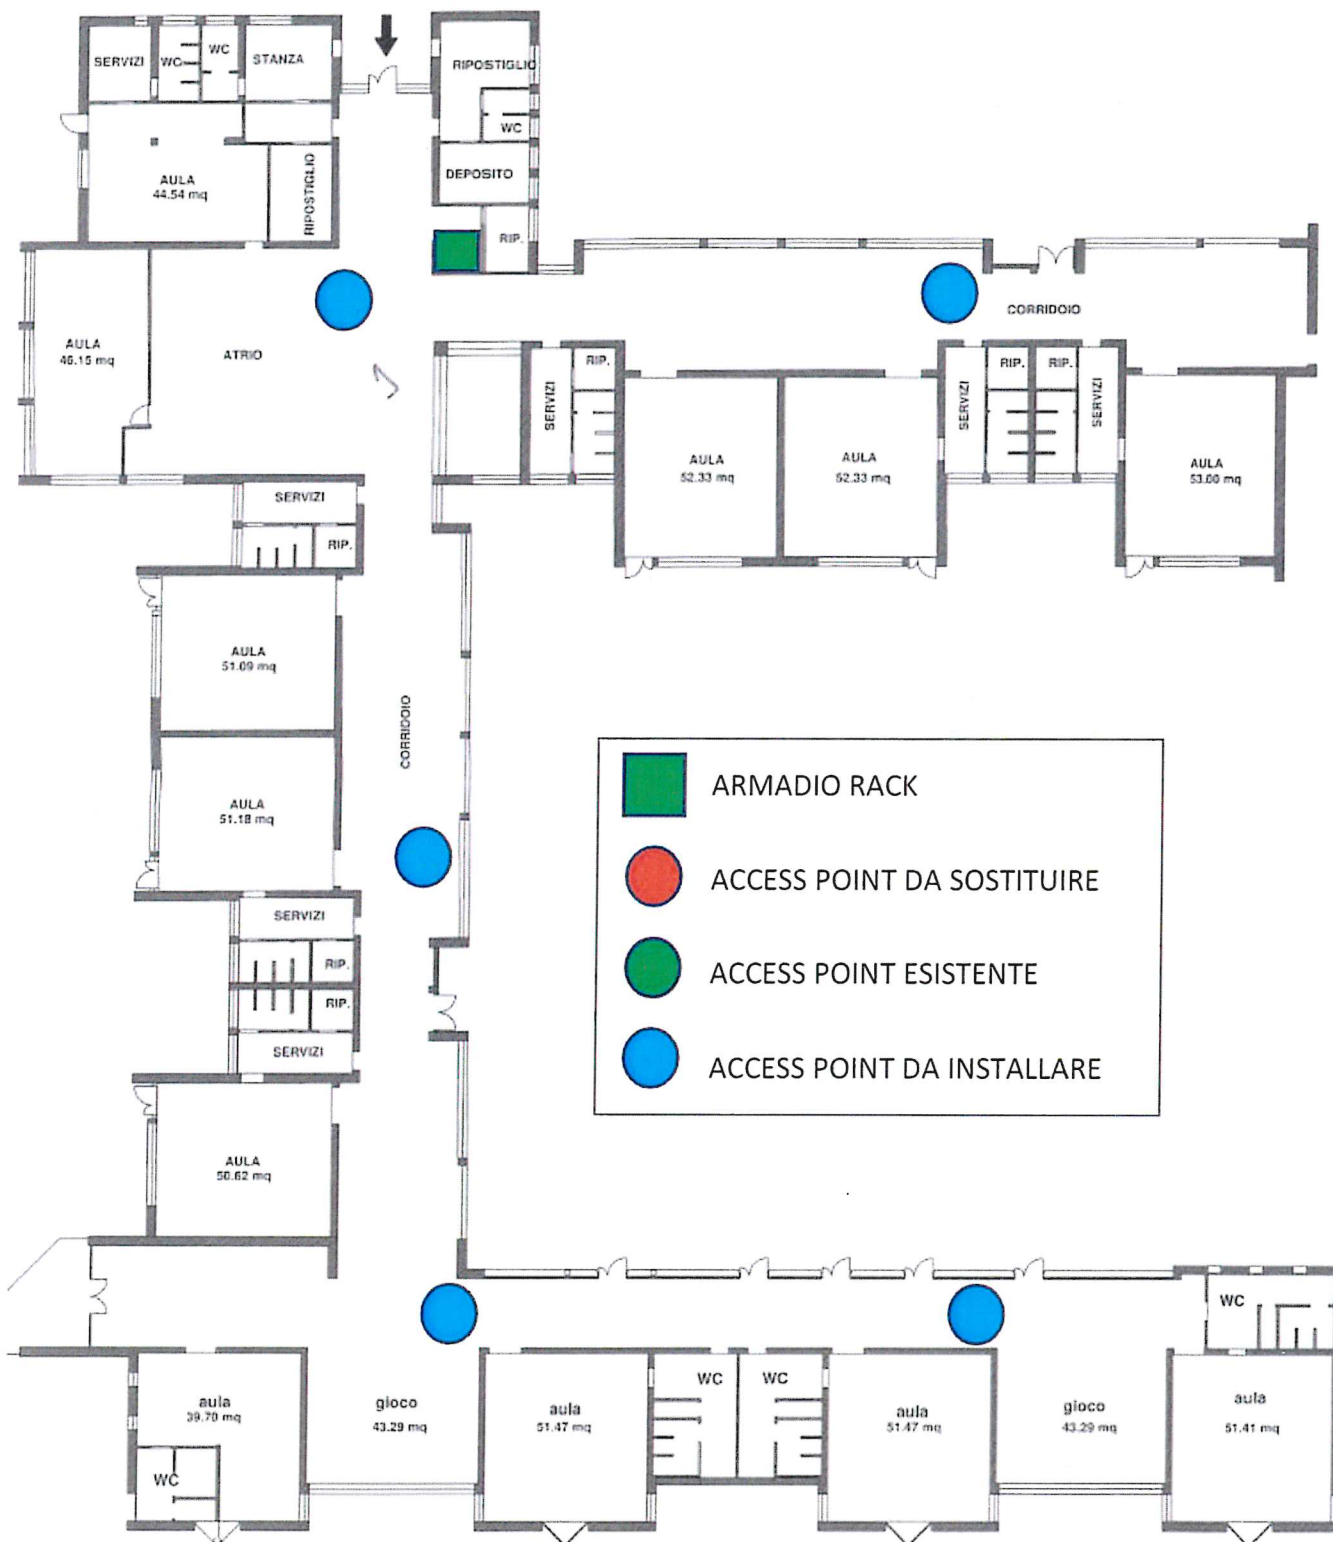 SERVIZI
WC
WC
STANZA
RIPOSTIGLIO
WC
AULA
44.54 mq
RIPOSTIGLIO
DEPOSITO
RIP.
AULA
46.15 mq
ATRIO
CORRIDOIO
SERVIZI
RIP.
AULA
52.33 mq
AULA
52.33 mq
SERVIZI
RIP.
RIP.
SERVIZI
AULA
53.00 mq
SERVIZI
RIP.
AULA
51.09 mq
CORRIDOIO
AULA
51.18 mq
ARMADIO RACK
ACCESS POINT DA SOSTITUIRE
ACCESS POINT ESISTENTE
ACCESS POINT DA INSTALLARE
SERVIZI
RIP.
RIP.
SERVIZI
AULA
50.62 mq
WC
aula
39.70 mq
WC
gioco
43.29 mq
aula
51.47 mq
WC
WC
aula
51.47 mq
gioco
43.29 mq
aula
51.41 mq